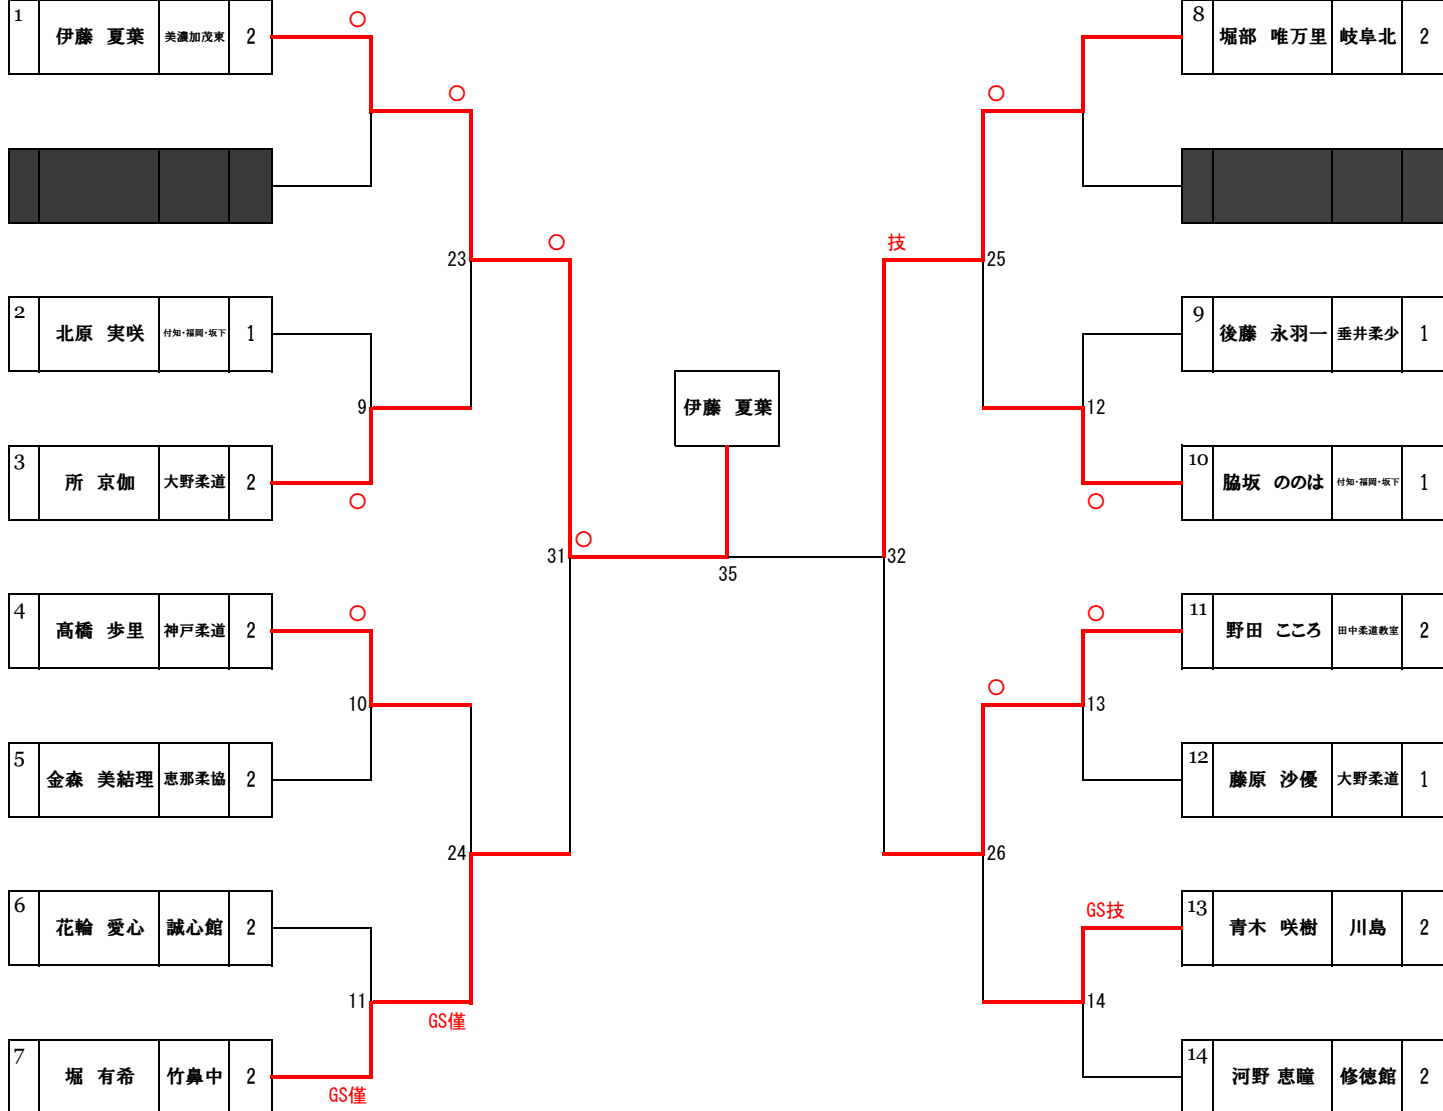 1 伊藤 夏葉 美濃加茂東 2
○
○
23
○
2 北原 実咲 付知・福岡・坂下 1
9
3 所 京伽 大野柔道 2
○
31
○
4 髙橋 歩里 神戸柔道 2
○
10
5 金森 美結理 恵那柔協 2
24
6 花輪 愛心 誠心館 2
11
GS僅
7 堀 有希 竹鼻中 2
GS僅
伊藤 夏葉
35
8 堀部 唯万里 岐阜北 2
○
技
25
9 後藤 永羽一 垂井柔少 1
12
10 脇坂 ののは 付知・福岡・坂下 1
○
32
11 野田 こころ 田中柔道教室 2
○
○
13
12 藤原 沙優 大野柔道 1
26
GS技
13 青木 咲樹 川島 2
14
14 河野 恵瞳 修徳館 2